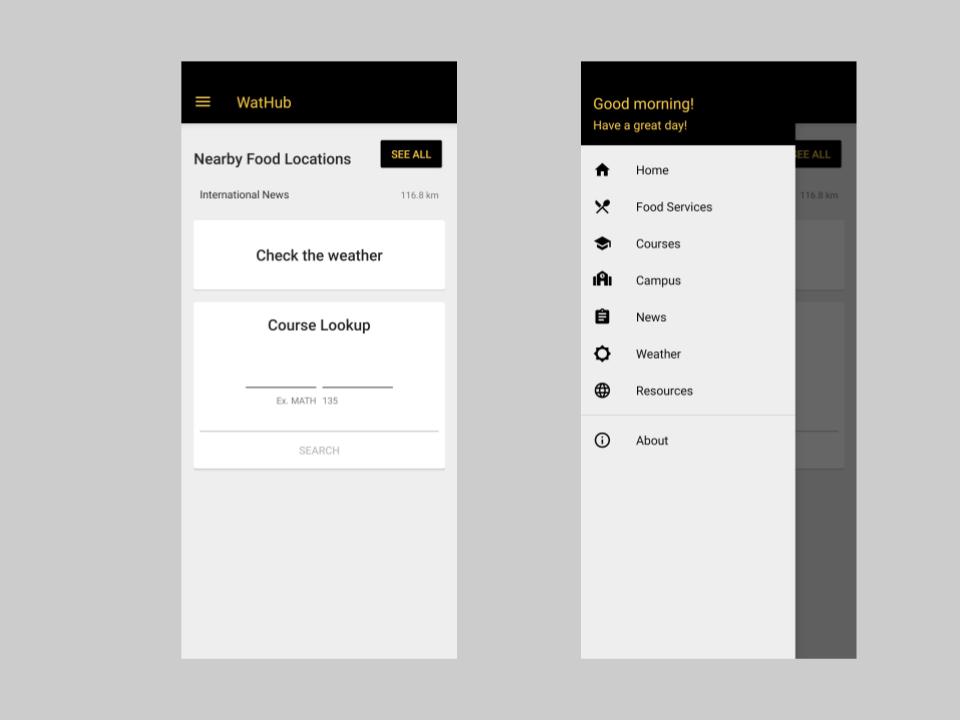 WatHub
Nearby Food Locations
SEE ALL
International News 116.8 km
Check the weather
Course Lookup
Ex. MATH 135
SEARCH
Good morning!
Have a great day!
SEE ALL
Home
116.8 km
Food Services
Courses
Campus
News
Weather
Resources
About